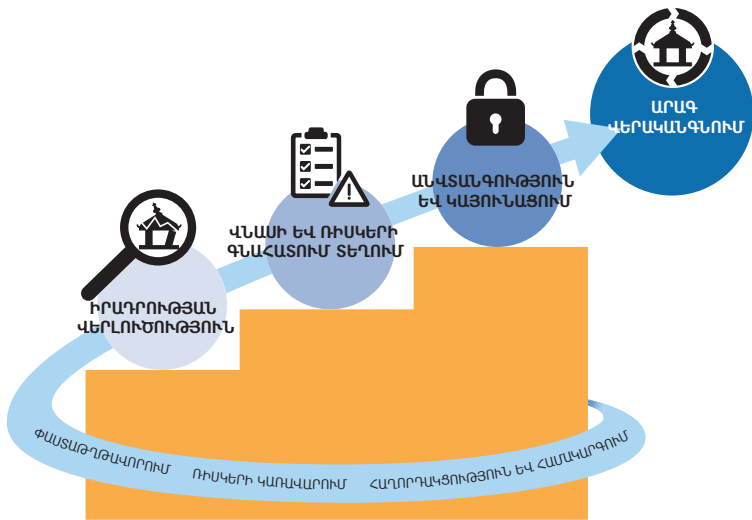 ԻՐԱԴՐՈՒԹՅԱՆ
ՎԵՐԼՈՒԾՈՒԹՅՈՒՆ
ՎՆԱՍԻ ԵՎ ՌԻՍԿԵՐԻ
ԳՆԱՀԱՏՈՒՄ ՏԵՂՈՒՄ
ԱՆՎՏԱՆԳՈՒԹՅՈՒՆ
ԵՎ ԿԱՅՈՒՆԱՑՈՒՄ
ԱՐԱԳ
ՎԵՐԱԿԱՆԳՆՈՒՄ
ՓԱՍՏԱԹՂԹԱՎՈՐՈՒՄ
ՌԻՍԿԵՐԻ ԿԱՌԱՎԱՐՈՒՄ
ՀԱՂՈՐԴԱԿՑՈՒԹՅՈՒՆ ԵՎ ՀԱՄԱԿԱՐԳՈՒՄ